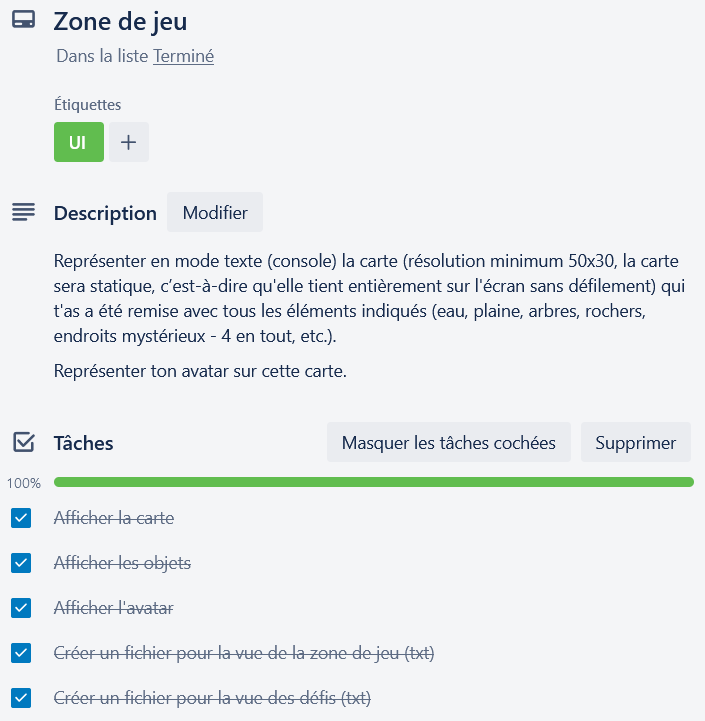 Zone de jeu
Dans la liste Terminé
Étiquettes
UI +
Description Modifier
Représenter en mode texte (console) la carte (résolution minimum 50x30, la carte
sera statique, c’est-à-dire qu'elle tient entièrement sur l'écran sans défilement) qui
t'as a été remise avec tous les éléments indiqués (eau, plaine, arbres, rochers,
endroits mystérieux - 4 en tout, etc.).
Représenter ton avatar sur cette carte.
Tâches Masquer les tâches cochées Supprimer
100%
Afficher la carte
Afficher les objets
Afficher l'avatar
Créer un fichier pour la vue de la zone de jeu (txt)
Créer un fichier pour la vue des défis (txt)